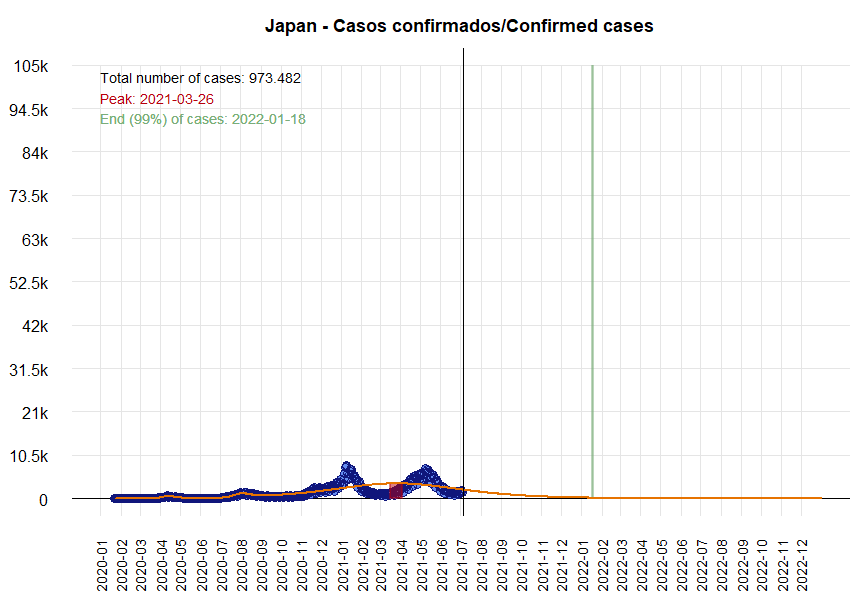 Japan - Casos confirmados/Confirmed cases
105k
Total number of cases: 973.482
Peak: 2021-03-26
94.5k
End (99%) of cases: 2022-01-18
84k
73.5k
63k
52.5k
42k
31.5k
21k
10.5k
0
2020-01
2020-02
2020-03
2020-04
2020-05
2020-06
2020-07
2020-08
2020-09
2020-10
2020-11
2020-12
2021-01
2021-03
2021-04
2021-05
2021-06
2021-07
2021-08
2021-09
2021-10
2021-11
2021-12
2022-01
2022-02
2022-03
2022-04
2022-05
2022-06
2022-07
2022-08
2022-09
2022-10
2022-11
2022-12